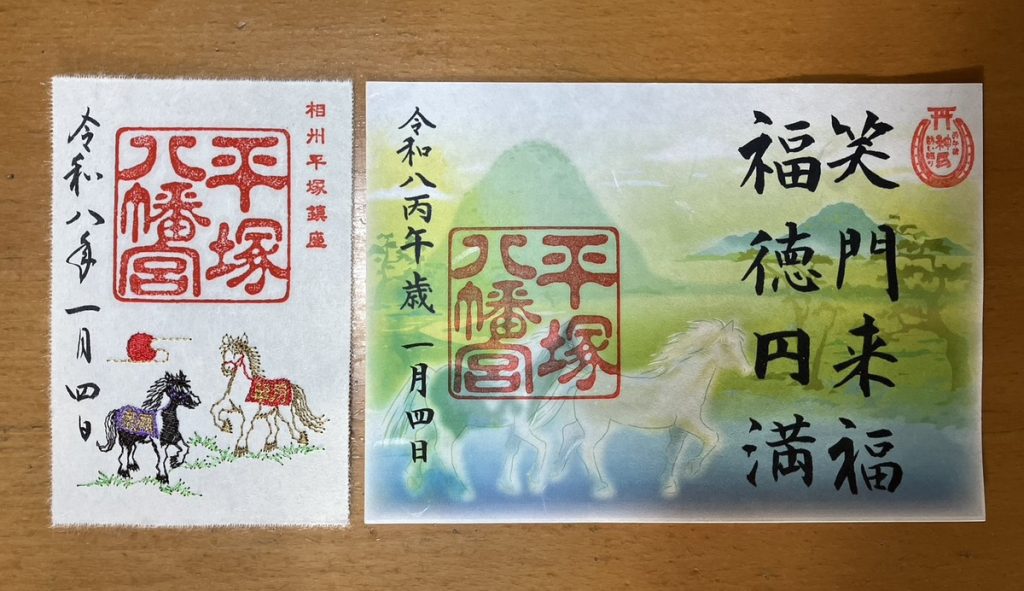 相州平塚鎮座
平塚
八幡宮
令和八年一月四日
笑門来福
福徳円満
平塚
八幡宮
令和八丙午歳一月四日